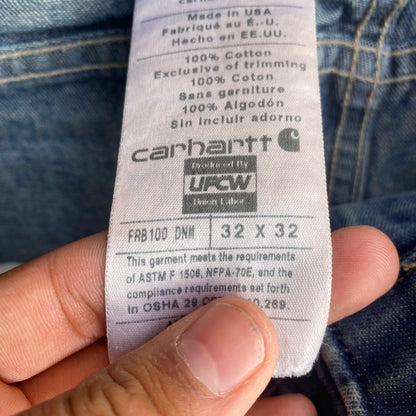 Made in USA
Fabriqué au É.-U.
Hecho en EE.UU.
100% Cotton
Exclusive of trimming
100% Coton
Sans garniture
100% Algodón
Sin incluir adorno
carhartt
Produced By
UFCW
Union Labor
FRB100 DNM 32 X 32
This garment meets the requirements
of ASTM F 1506, NFPA-70E, and the
compliance requirements set forth
in OSHA 29 0.269.